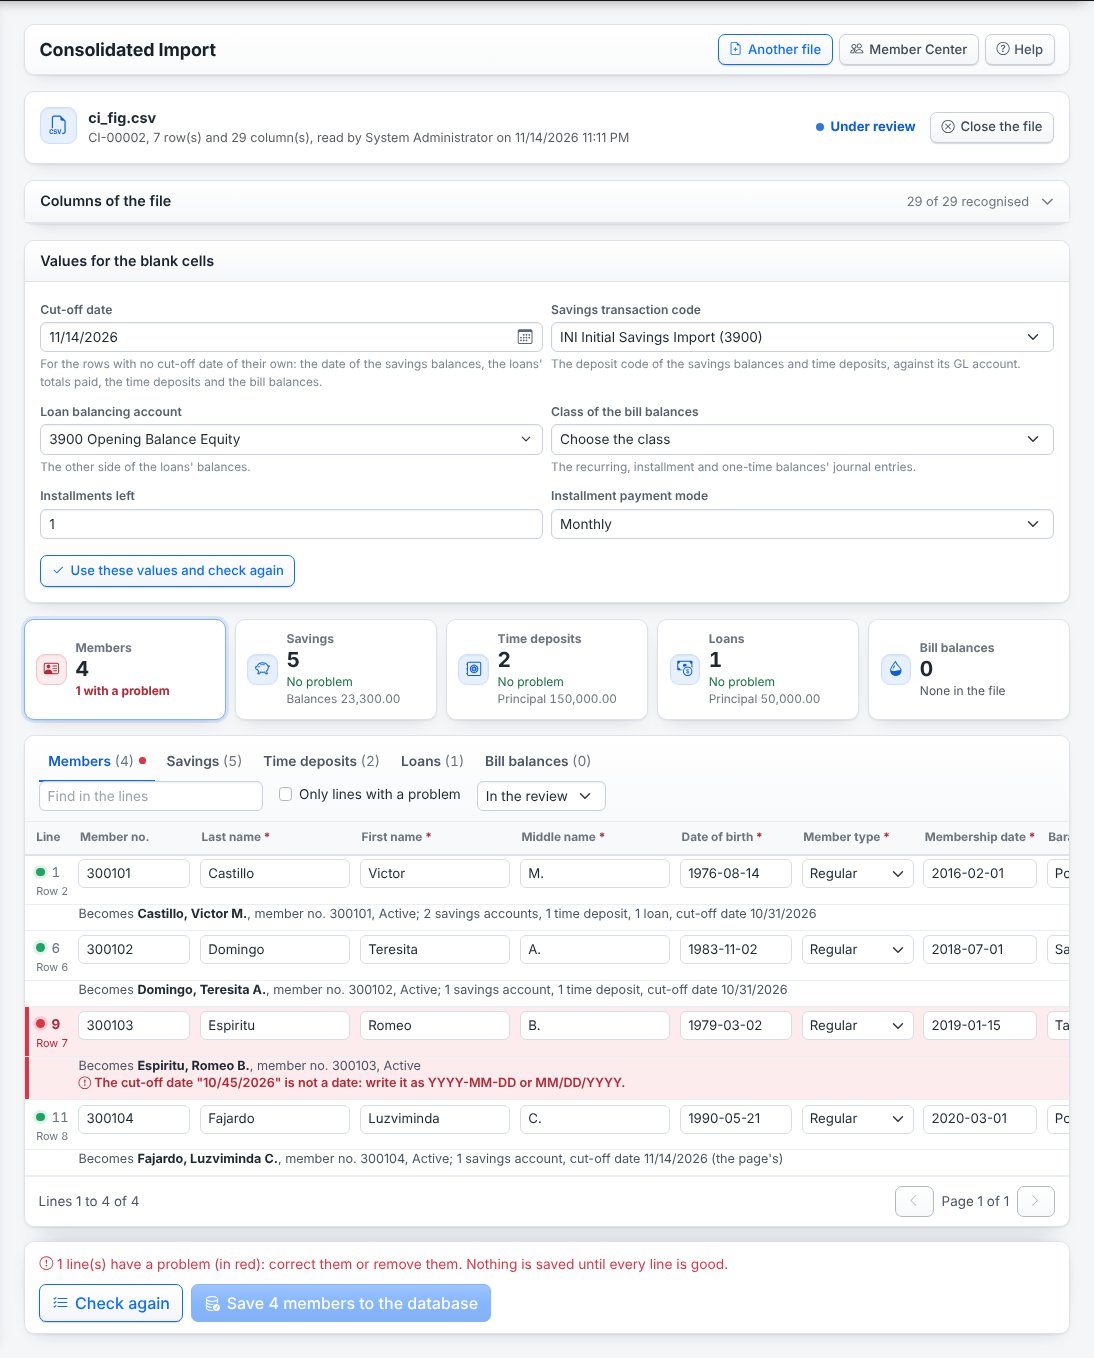 Consolidated Import
Another file
Member Center
Help
ci_fig.csv
CI-00002, 7 row(s) and 29 column(s), read by System Administrator on 11/14/2026 11:11 PM
Under review
Close the file
CSV
Columns of the file
29 of 29 recognised
Values for the blank cells
Cut-off date
Savings transaction code
11/14/2026
INI Initial Savings Import (3900)
For the rows with no cut-off date of their own: the date of the savings balances, the loans'
totals paid, the time deposits and the bill balances.
The deposit code of the savings balances and time deposits, against its GL account.
Loan balancing account
Class of the bill balances
3900 Opening Balance Equity
Choose the class
The other side of the loans' balances.
The recurring, installment and one-time balances' journal entries.
Installments left
Installment payment mode
1
Monthly
Use these values and check again
Members
4
1 with a problem
Savings
5
No problem
Balances 23,300.00
Time deposits
2
No problem
Principal 150,000.00
Loans
1
No problem
Principal 50,000.00
Bill balances
0
None in the file
Members (4)
Savings (5)
Time deposits (2)
Loans (1)
Bill balances (0)
Find in the lines
Only lines with a problem
In the review
Line Member no. Last name * First name * Middle name * Date of birth * Member type * Membership date * Bar
1 300101 Castillo Victor M. 1976-08-14 Regular 2016-02-01 Po
Row 2
Becomes Castillo, Victor M., member no. 300101, Active; 2 savings accounts, 1 time deposit, 1 loan, cut-off date 10/31/2026
6 300102 Domingo Teresita A. 1983-11-02 Regular 2018-07-01 Sa
Row 6
Becomes Domingo, Teresita A., member no. 300102, Active; 1 savings account, 1 time deposit, cut-off date 10/31/2026
9 300103 Espiritu Romeo B. 1979-03-02 Regular 2019-01-15 Ta
Row 7
Becomes Espiritu, Romeo B., member no. 300103, Active
The cut-off date "10/45/2026" is not a date: write it as YYYY-MM-DD or MM/DD/YYYY.
11 300104 Fajardo Luzviminda C. 1990-05-21 Regular 2020-03-01 Po
Row 8
Becomes Fajardo, Luzviminda C., member no. 300104, Active; 1 savings account, cut-off date 11/14/2026 (the page's)
Lines 1 to 4 of 4
Page 1 of 1
1 line(s) have a problem (in red): correct them or remove them. Nothing is saved until every line is good.
Check again
Save 4 members to the database